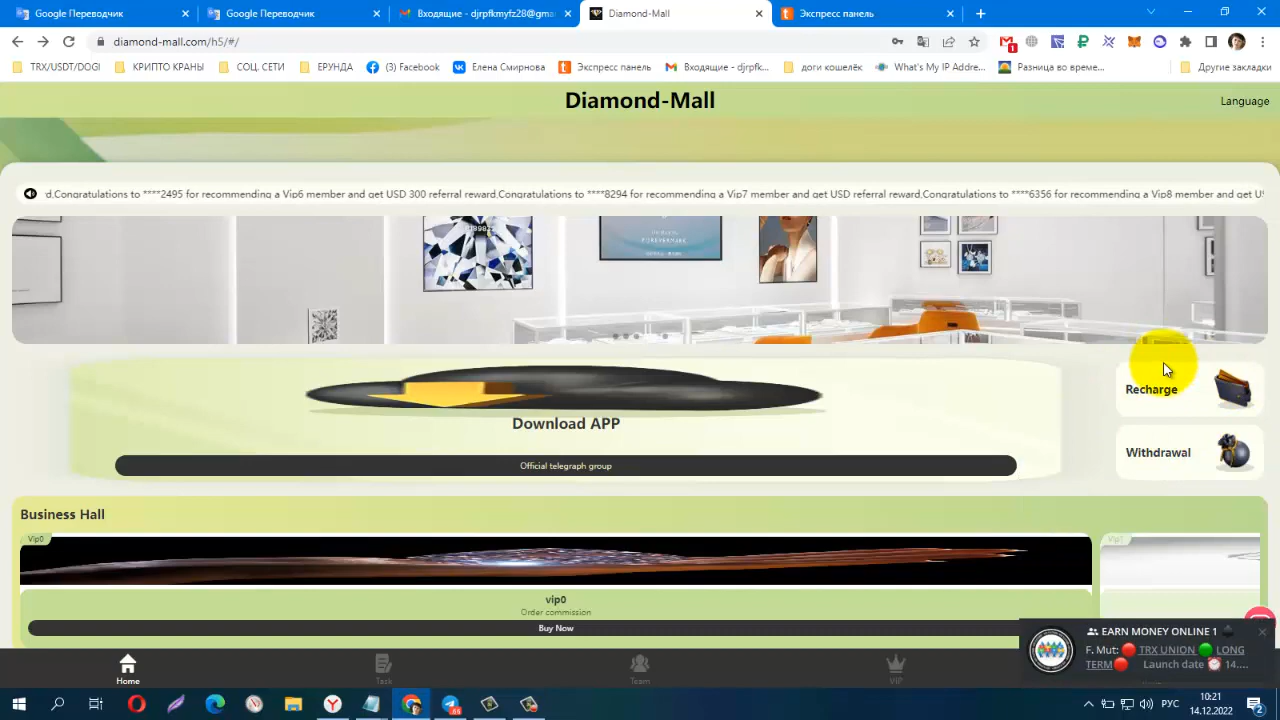 Google Переводчик
Google Переводчик
Входящие - djrpfkmyfz28@gma
Diamond-Mall
Экспресс панель
diamond-mall.com/h5/#/
1
TRX/USDT/DOGI
КРИПТО КРАНЫ
СОЦ. СЕТИ
ЕРУНДА
(3) Facebook
Елена Смирнова
Экспресс панель
Входящие - djrpfk...
доги кошелёк
What's My IP Addre...
Разница во време...
Другие закладки
Diamond-Mall
Language
d,Congratulations to ****2495 for recommending a Vip6 member and get USD 300 referral reward,Congratulations to ****8294 for recommending a Vip7 member and get USD referral reward,Congratulations to ****6356 for recommending a Vip8 member and get US
FOREVERMARK
Download APP
Official telegraph group
Recharge
Withdrawal
Business Hall
Vip0
Vip1
vip0
Order commission
Buy Now
EARN MONEY ONLINE 1
F. Mut: TRX UNION LONG
TERM Launch date 14....
Home
Task
Team
VIP
РУС
10:21
14.12.2022
2